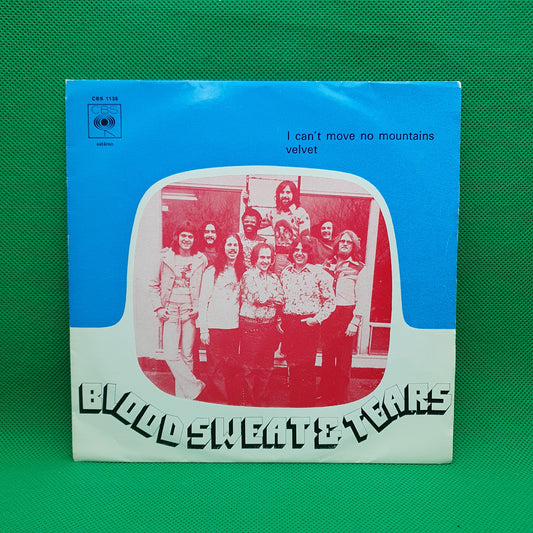 CBS 1138
CBS
estéreo
I can't move no mountains
velvet
BLOOD SWEAT & TEARS